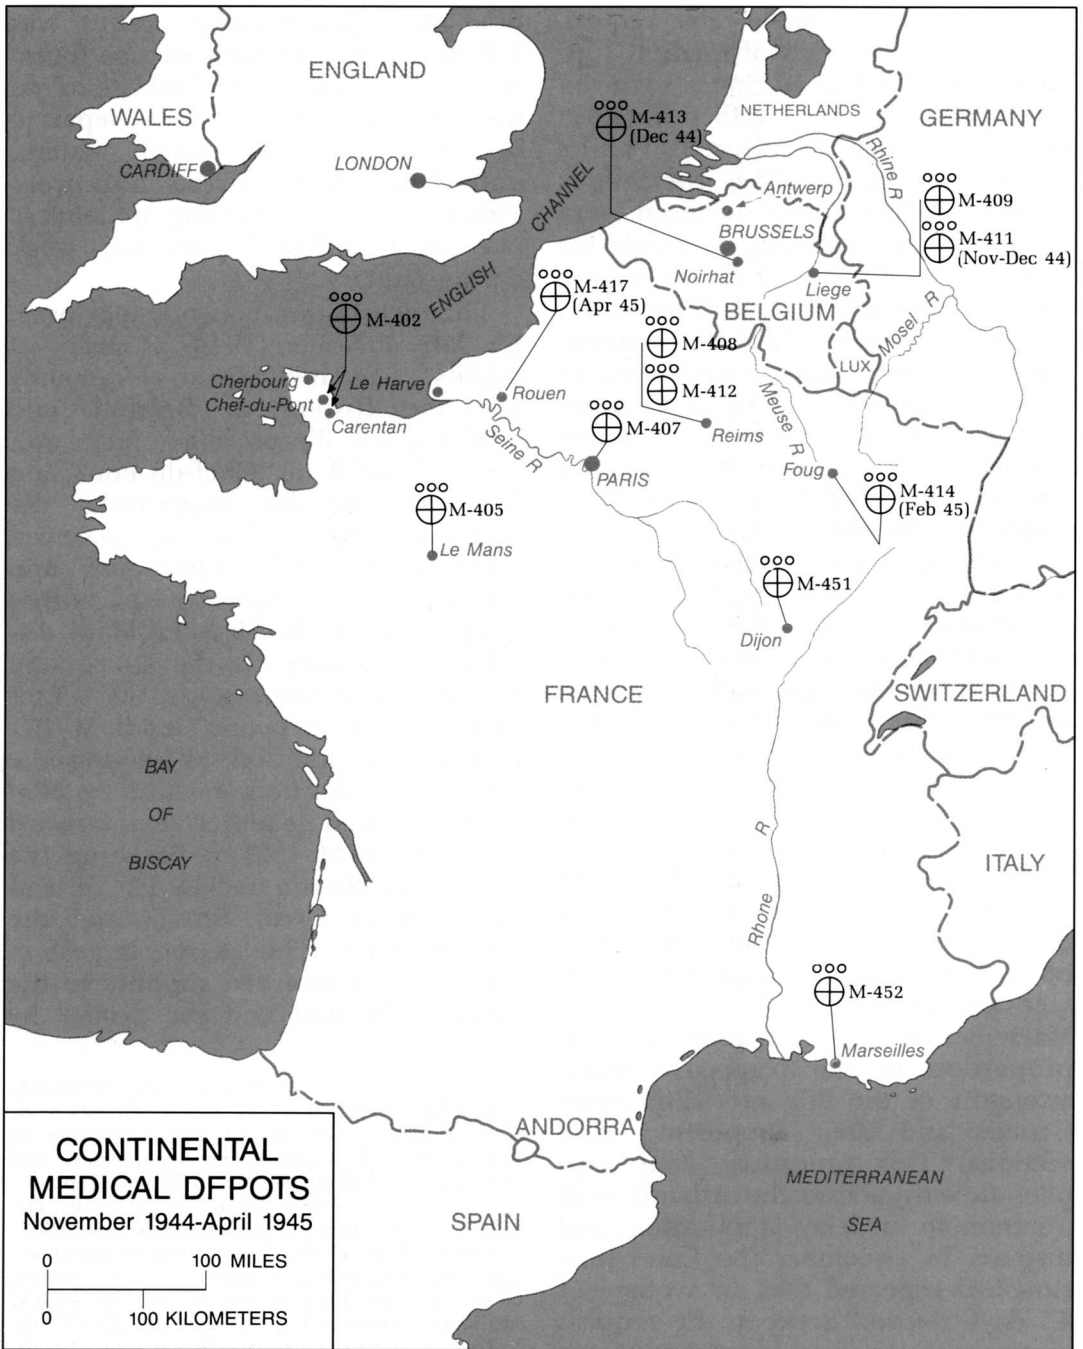 ENGLAND
WALES
CARDIFF
LONDON
NETHERLANDS
GERMANY
Rhine R
M-413
(Dec 44)
CHANNEL
ENGLISH
Antwerp
BRUSSELS
Noirhat
Liege
BELGIUM
M-409
M-411
(Nov-Dec 44)
Mosel R
LUX
M-417
(Apr 45)
M-402
M-408
M-412
M-407
Cherbourg
Chef-du-Pont
Carentan
Le Harve
Rouen
Seine R
Reims
PARIS
Meuse R
Foug
M-414
(Feb 45)
M-405
Le Mans
M-451
Dijon
FRANCE
SWITZERLAND
BAY
OF
BISCAY
ITALY
Rhone R
M-452
Marseilles
ANDORRA
SPAIN
MEDITERRANEAN
SEA
CONTINENTAL
MEDICAL DFPOTS
November 1944-April 1945
0 100 MILES
0 100 KILOMETERS